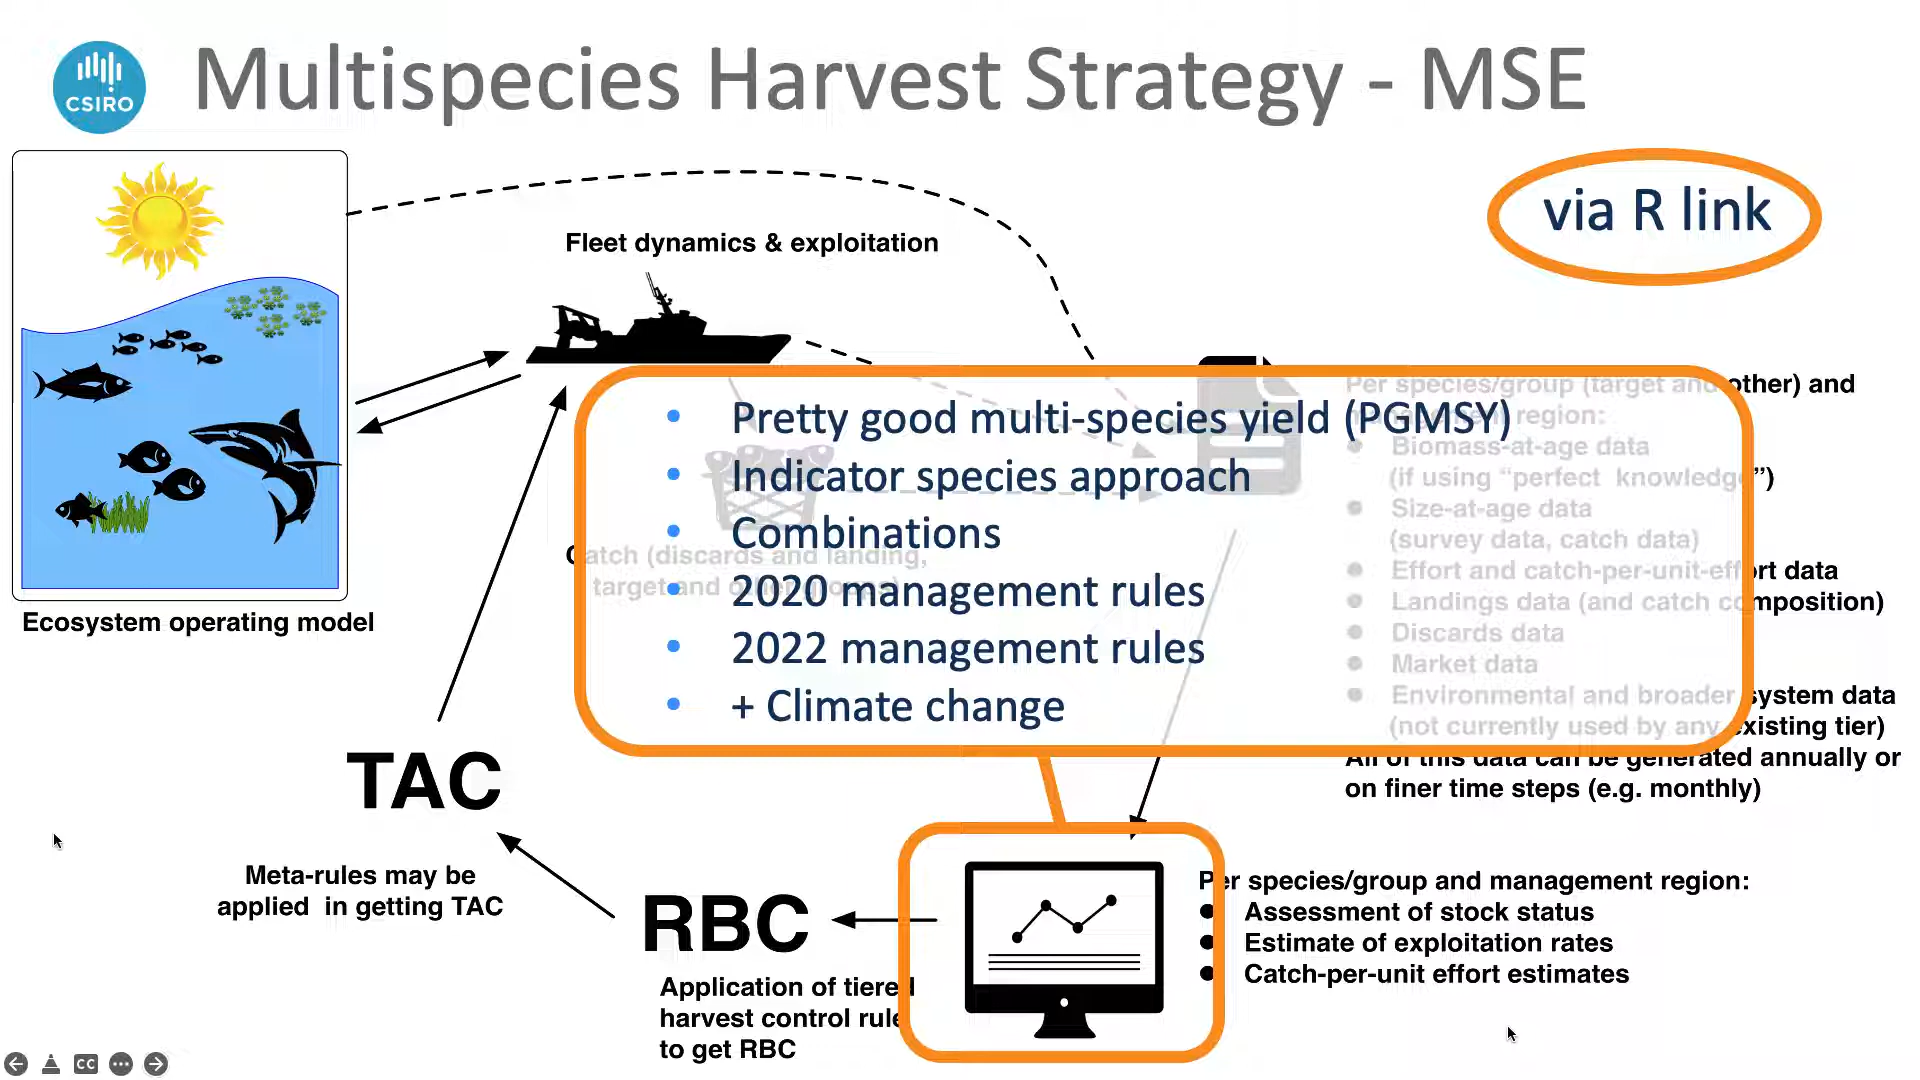 CSIRO
Multispecies Harvest Strategy - MSE
via R link
Fleet dynamics & exploitation
Pretty good multi-species yield (PGMSY)
Indicator species approach
Combinations
2020 management rules
2022 management rules
+ Climate change
Catch (discards and landing,
target and other groups)
Per species/group (target and other) and
management region:
Biomass-at-age data
(if using “perfect knowledge”)
Size-at-age data
(survey data, catch data)
Effort and catch-per-unit-effort data
Landings data (and catch composition)
Discards data
Market data
Environmental and broader system data
(not currently used by any existing tier)
All of this data can be generated annually or
on finer time steps (e.g. monthly)
Ecosystem operating model
TAC
Meta-rules may be
applied in getting TAC
RBC
Application of tiered
harvest control rule
to get RBC
Per species/group and management region:
Assessment of stock status
Estimate of exploitation rates
Catch-per-unit effort estimates
CC